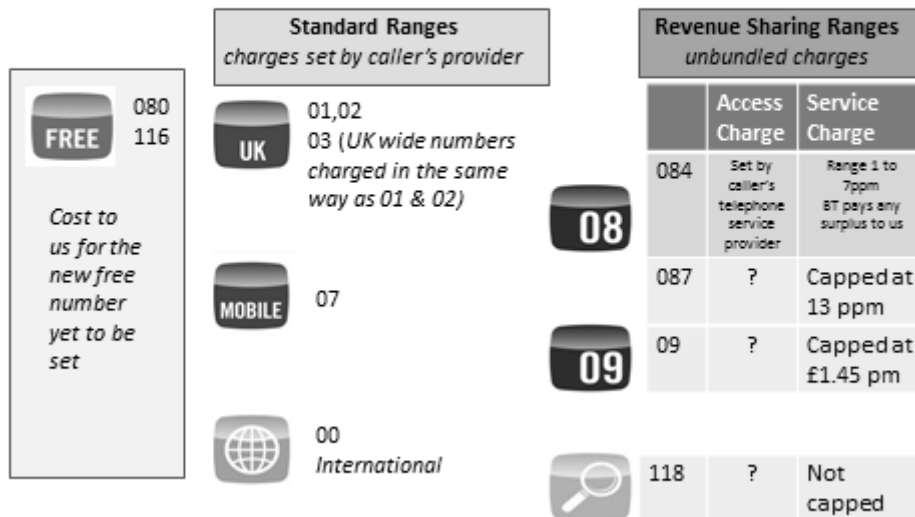 FREE
080
116
Cost to
us for the
new free
number
yet to be
set
Standard Ranges
charges set by caller's provider
UK
01,02
03 (UK wide numbers
charged in the same
way as 01 & 02)
MOBILE
07
00
International
Revenue Sharing Ranges
unbundled charges
Access
Charge
Service
Charge
08
084
Set by
caller's
telephone
service
provider
Range 1 to
7ppm
BT pays any
surplus to us
087
?
Capped at
13 ppm
09
09
?
Capped at
£1.45 pm
118
?
Not
capped